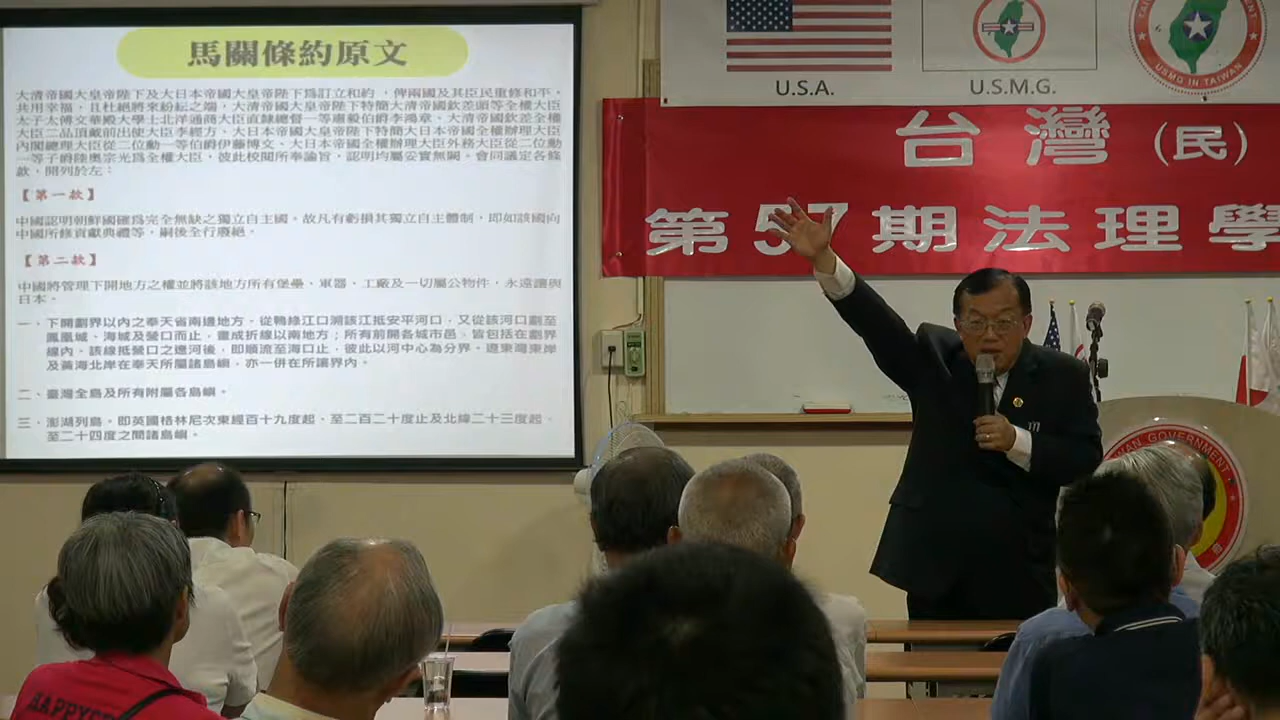 馬關條約原文
大清帝國大皇帝陛下及大日本帝國大皇帝陛下為訂立和約,俾兩國及其臣民重修和平,
共用幸福,且杜絕將來紛紜之端,大清帝國大皇帝陛下特簡大清帝國欽差頭等全權大臣
太子太傅文華殿大學士北洋通商大臣直隸總督一等肅毅伯爵李鴻章、大清帝國欽差全權
大臣二品頂戴前出使大臣李經方、大日本帝國大皇帝陛下特簡大日本帝國全權辦理大臣
內閣總理大臣從二位勳一等伯爵伊藤博文、大日本帝國全權辦理大臣外務大臣從二位勳
一等子爵陸奧宗光為全權大臣,彼此校閱所奉諭旨,認明均屬妥實無闕。會同議定各條
款,開列於左:
【第一款】
中國認明朝鮮國確為完全無缺之獨立自主國。故凡有虧損其獨立自主體制,即如該國向
中國所修貢獻典禮等,嗣後全行廢絕。
【第二款】
中國將管理下開地方之權並將該地方所有堡壘、軍器、工廠及一切屬公物件,永遠讓與
日本。
一、下開劃界以內之奉天省南邊地方。從鴨綠江口溯該江抵安平河口,又從該河口劃至
鳳凰城、海城及營口而止,畫成折線以南地方;所有前開各城市邑,皆包括在劃界
線內。該線抵營口之遼河後,即順流至海口止,彼此以河中心為分界。遼東灣東岸
及黃海北岸在奉天所屬諸島嶼,亦一併在所讓界內。
二、臺灣全島及所有附屬各島嶼。
三、澎湖列島。即英國格林尼次東經百十九度起、至二百二十度止及北緯二十三度起、
至二十四度之間諸島嶼。
U.S.A.
U.S.M.G.
USMG IN TAIWAN
台灣(民)
第57期法理學
GOVERNMENT